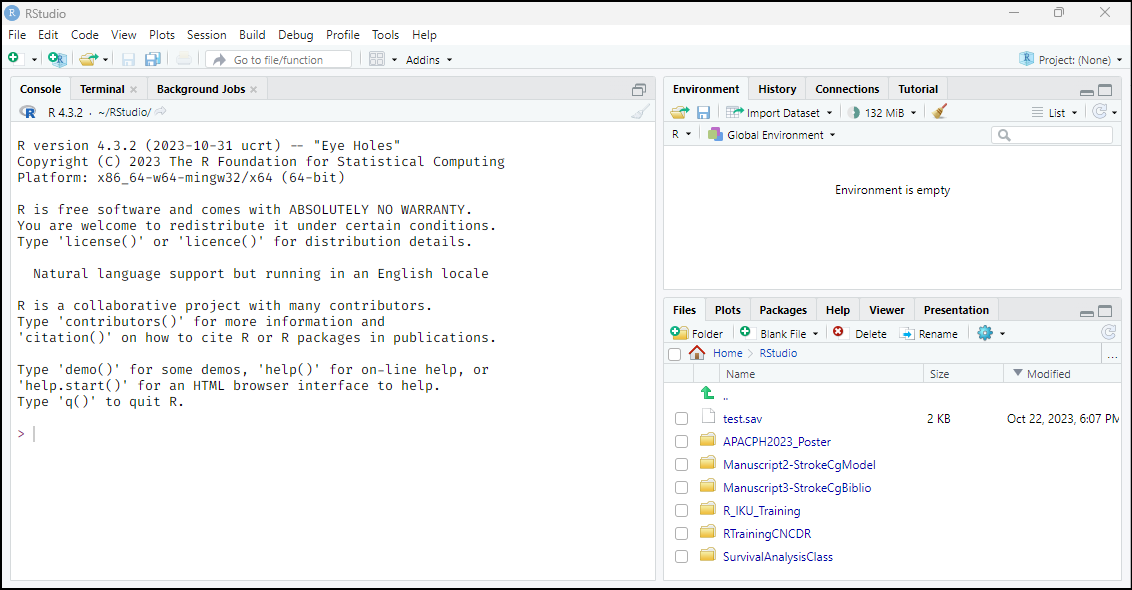 RStudio
File Edit Code View Plots Session Build Debug Profile Tools Help
Go to file/function Addins Project: (None)
Console Terminal Background Jobs
R 4.3.2 · ~/RStudio/
R version 4.3.2 (2023-10-31 ucrt) -- "Eye Holes"
Copyright (C) 2023 The R Foundation for Statistical Computing
Platform: x86_64-w64-mingw32/x64 (64-bit)
R is free software and comes with ABSOLUTELY NO WARRANTY.
You are welcome to redistribute it under certain conditions.
Type 'license()' or 'licence()' for distribution details.
Natural language support but running in an English locale
R is a collaborative project with many contributors.
Type 'contributors()' for more information and
'citation()' on how to cite R or R packages in publications.
Type 'demo()' for some demos, 'help()' for on-line help, or
'help.start()' for an HTML browser interface to help.
Type 'q()' to quit R.
>
Environment History Connections Tutorial
Import Dataset 132 MiB List
R Global Environment
Environment is empty
Files Plots Packages Help Viewer Presentation
Folder Blank File Delete Rename
Home RStudio ...
Name Size Modified
..
test.sav 2 KB Oct 22, 2023, 6:07 PM
APACPH2023_Poster
Manuscript2-StrokeCgModel
Manuscript3-StrokeCgBiblio
R_IKU_Training
RTrainingCNCDR
SurvivalAnalysisClass